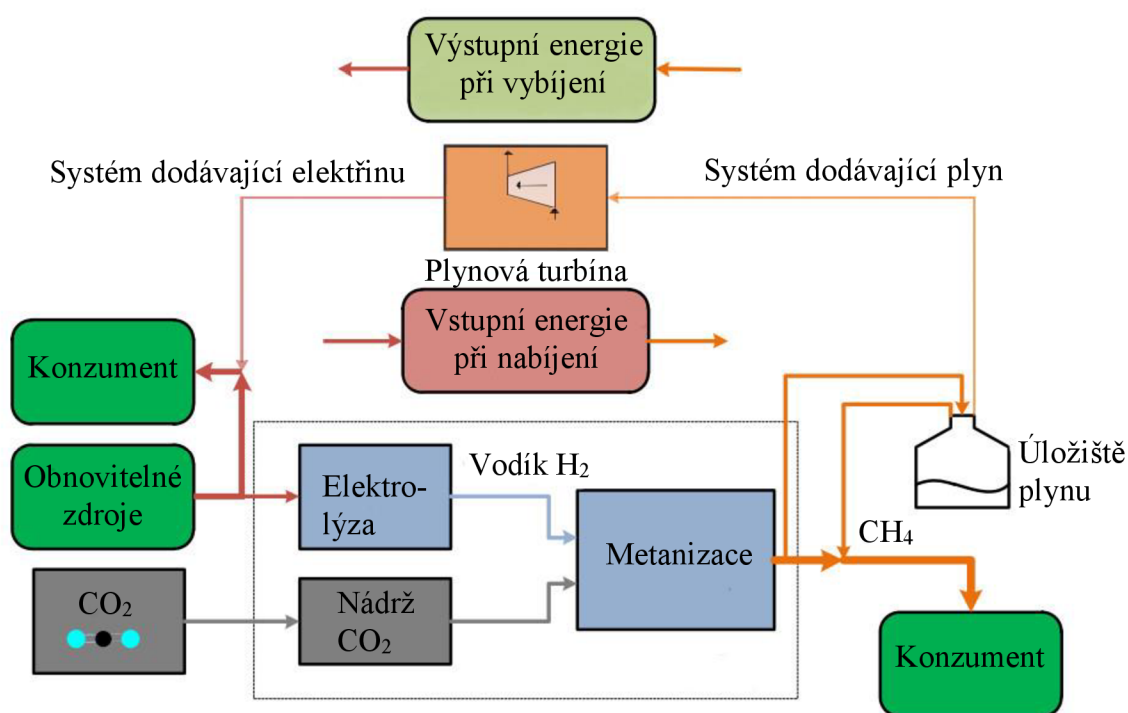 Výstupní energie
při vybíjení
Systém dodávající elektřinu
Systém dodávající plyn
Plynová turbína
Vstupní energie
při nabíjení
Konzument
Obnovitelné
zdroje
Elektro-
lýza
Vodík H₂
Metanizace
Úložiště
plynu
CH₄
CO₂
Nádrž
CO₂
Konzument